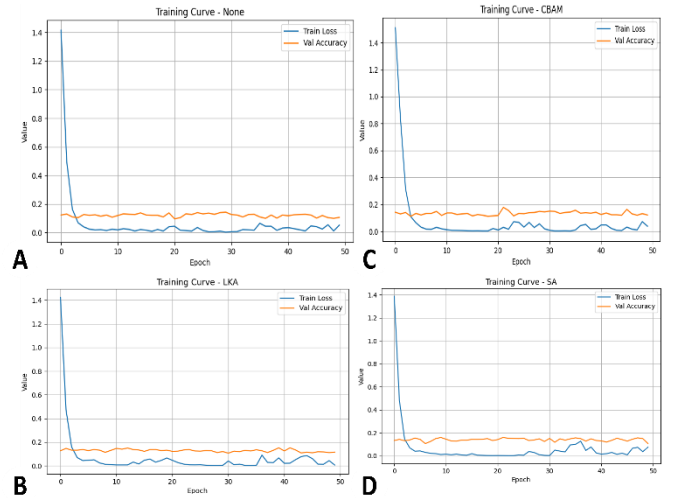 Training Curve - None
1.4
1.2
1.0
0.8
0.6
0.4
0.2
0.0
Value
Train Loss
Val Accuracy
0 10 20 30 40 50
Epoch
A
Training Curve - CBAM
1.4
1.2
1.0
0.8
0.6
0.4
0.2
0.0
Value
Train Loss
Val Accuracy
0 10 20 30 40 50
Epoch
C
Training Curve - LKA
1.4
1.2
1.0
0.8
0.6
0.4
0.2
0.0
Value
Train Loss
Val Accuracy
0 10 20 30 40 50
Epoch
B
Training Curve - SA
1.4
1.2
1.0
0.8
0.6
0.4
0.2
0.0
Value
Train Loss
Val Accuracy
0 10 20 30 40 50
Epoch
D